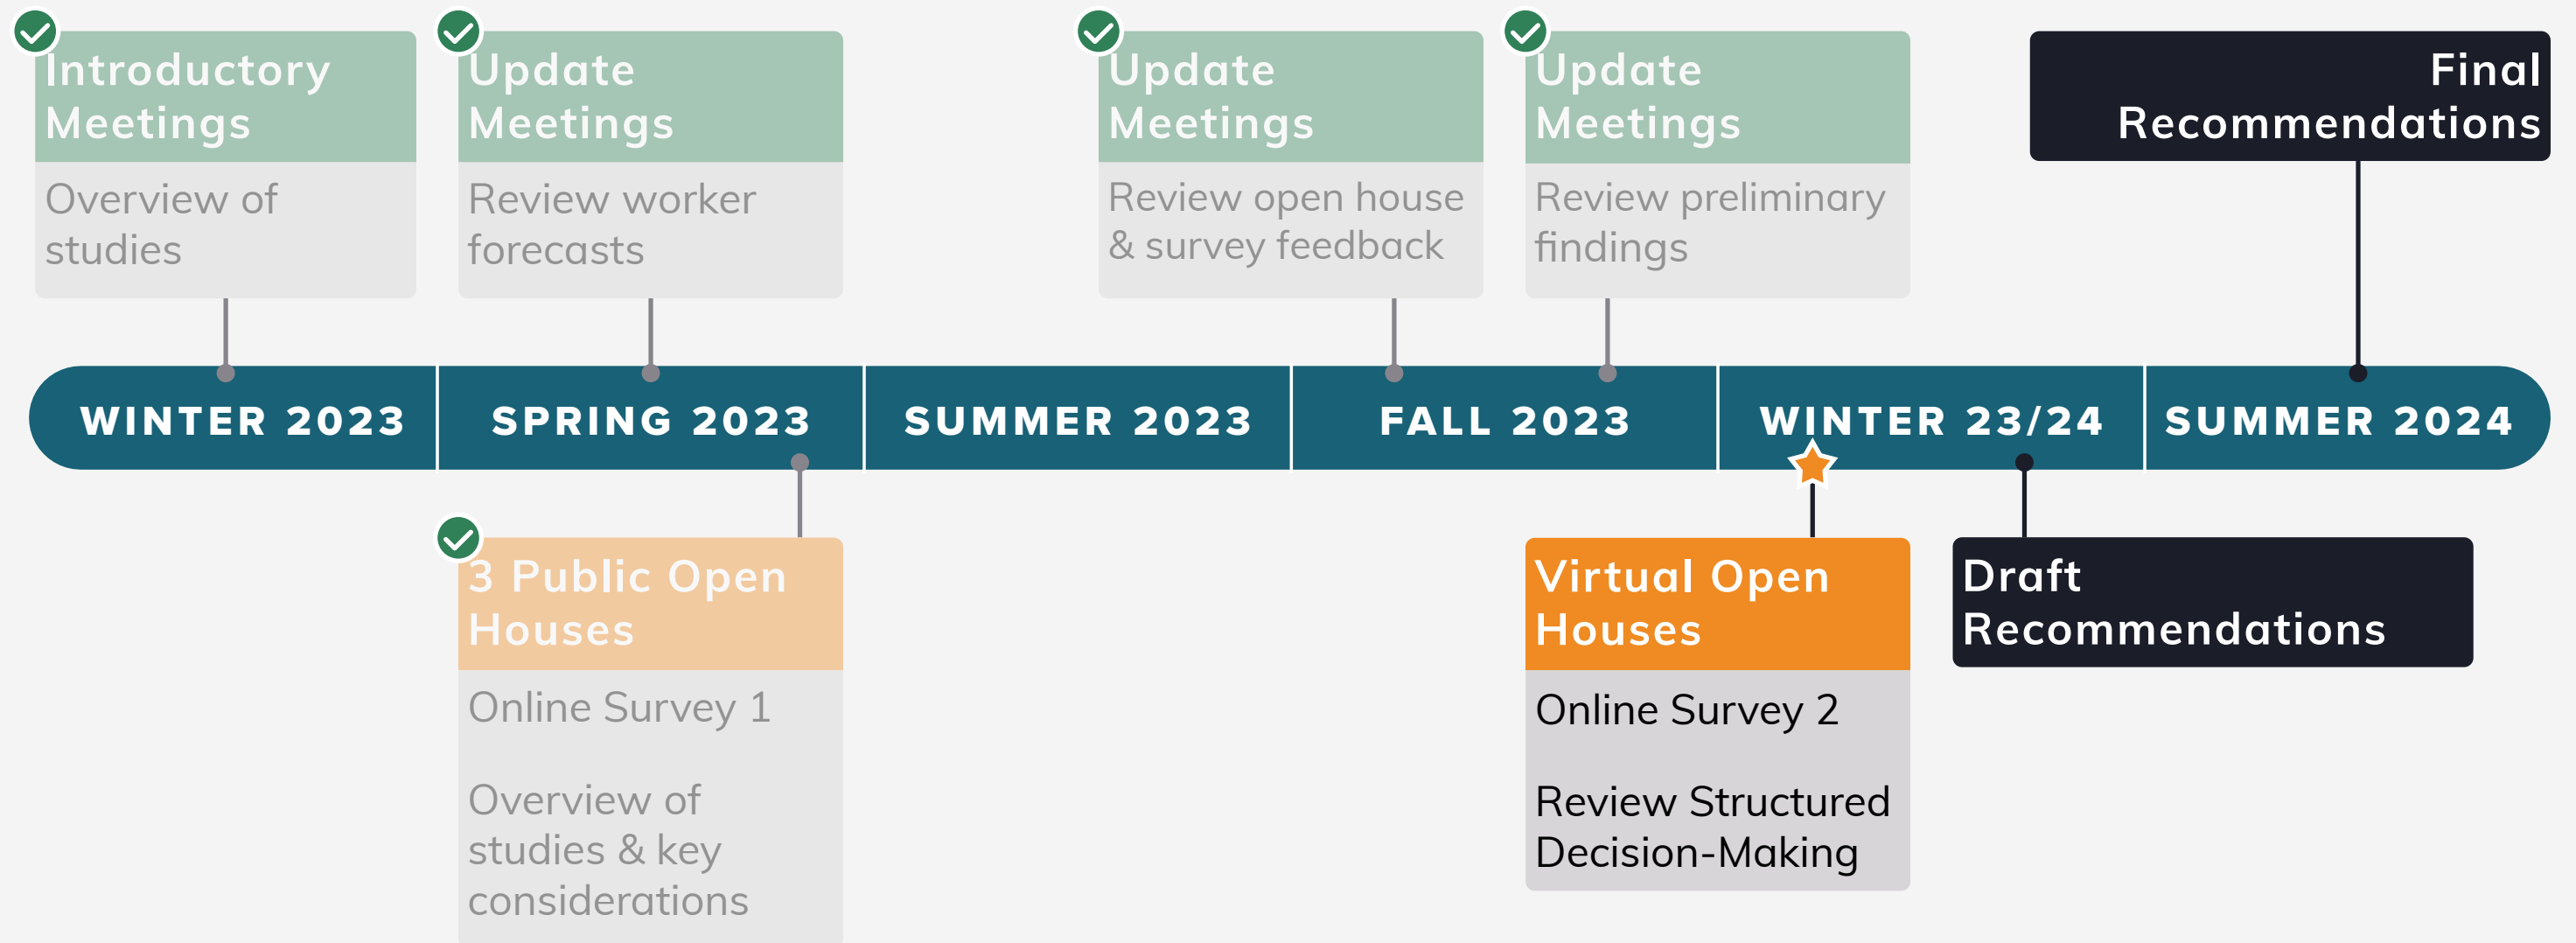 Introductory
Meetings
Overview of
studies
Update
Meetings
Review worker
forecasts
Update
Meetings
Review open house
& survey feedback
Update
Meetings
Review preliminary
findings
Final
Recommendations
WINTER 2023
SPRING 2023
SUMMER 2023
FALL 2023
WINTER 23/24
SUMMER 2024
3 Public Open
Houses
Online Survey 1
Overview of
studies & key
considerations
Virtual Open
Houses
Online Survey 2
Review Structured
Decision-Making
Draft
Recommendations